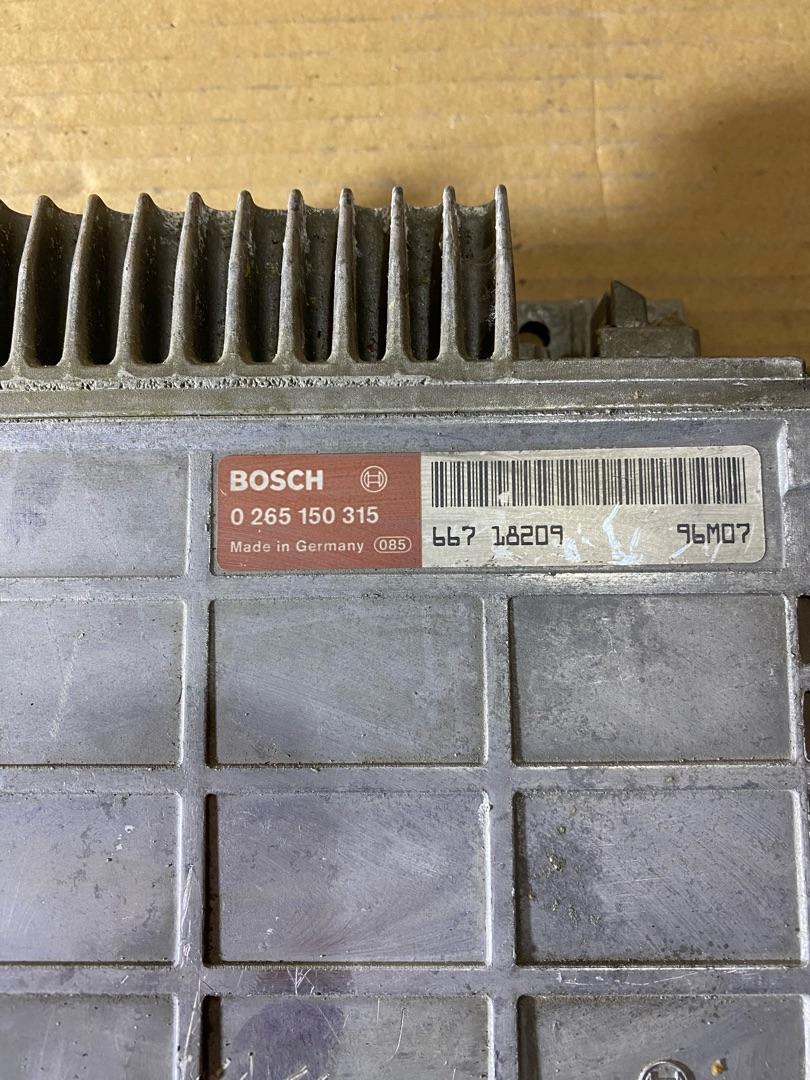 BOSCH
0 265 150 315
Made in Germany 085
667 18209 96M07